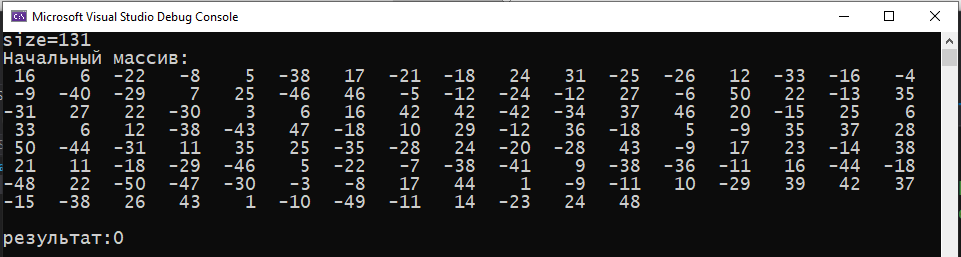 Microsoft Visual Studio Debug Console
size=131
Начальный массив:
16 6 -22 -8 5 -38 17 -21 -18 24 31 -25 -26 12 -33 -16 -4
-9 -40 -29 7 25 -46 46 -5 -12 -24 -12 27 -6 50 22 -13 35
-31 27 22 -30 3 6 16 42 42 -42 -34 37 46 20 -15 25 6
33 6 12 -38 -43 47 -18 10 29 -12 36 -18 5 -9 35 37 28
50 -44 -31 11 35 25 -35 -28 24 -20 -28 43 -9 17 23 -14 38
21 11 -18 -29 -46 5 -22 -7 -38 -41 9 -38 -36 -11 16 -44 -18
-48 22 -50 -47 -30 -3 -8 17 44 1 -9 -11 10 -29 39 42 37
-15 -38 26 43 1 -10 -49 -11 14 -23 24 48
результат:0